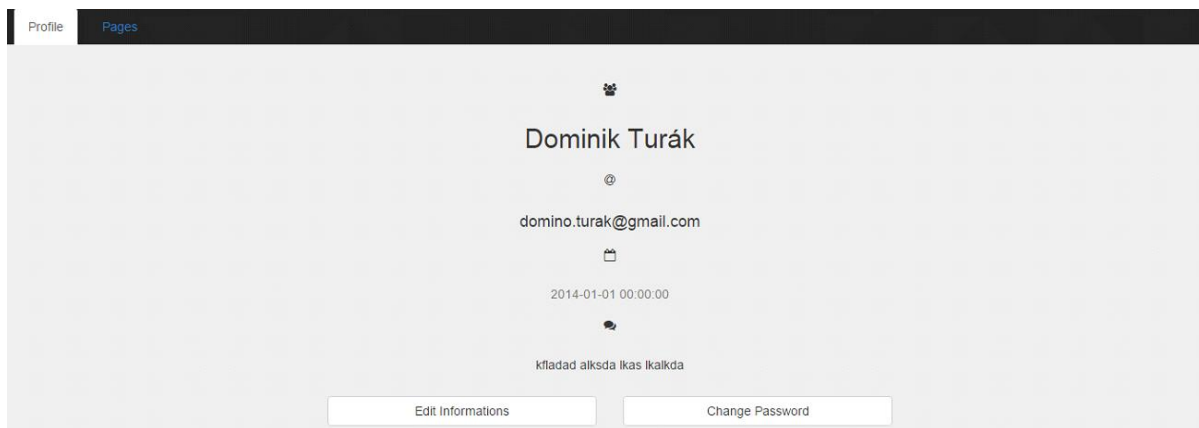 Profile Pages
Dominik Turák
@
domino.turak@gmail.com
2014-01-01 00:00:00
kfladad alksda lkas lkalkda
Edit Informations Change Password